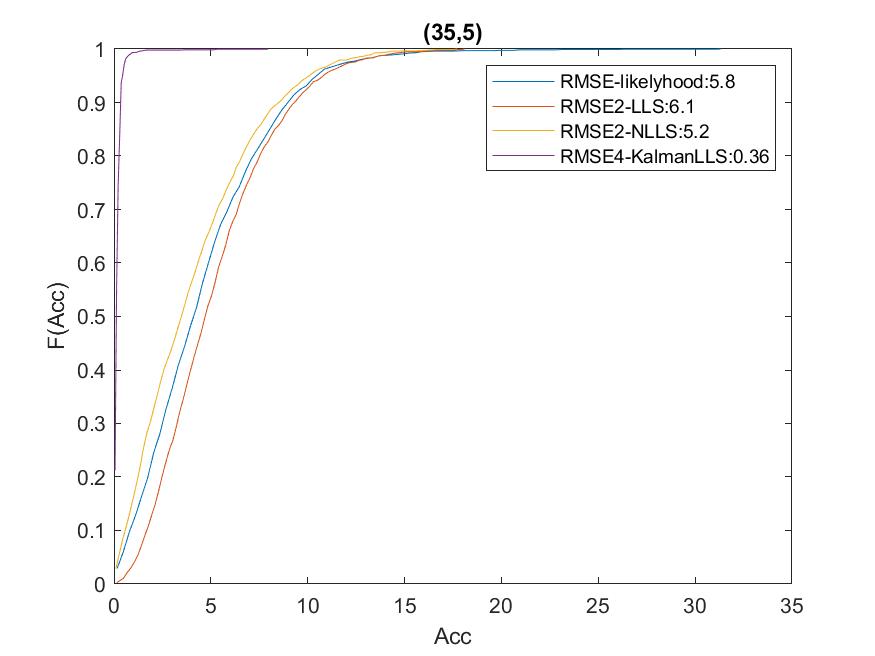 (35,5)
1
0.9
0.8
0.7
0.6
0.5
0.4
0.3
0.2
0.1
0
F(Acc)
RMSE-likelyhood:5.8
RMSE2-LLS:6.1
RMSE2-NLLS:5.2
RMSE4-KalmanLLS:0.36
0 5 10 15 20 25 30 35
Acc